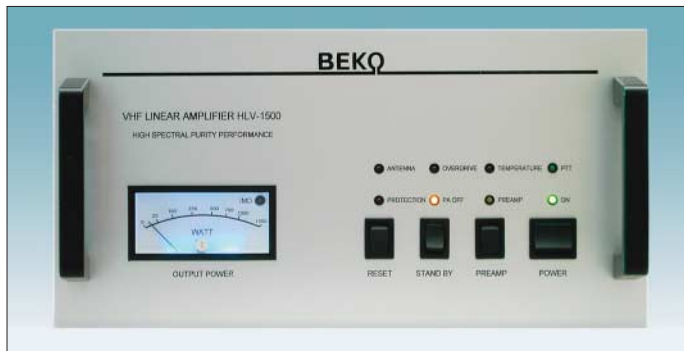 BEKO
VHF LINEAR AMPLIFIER HLV-1500
HIGH SPECTRAL PURITY PERFORMANCE
ANTENNA OVERDRIVE TEMPERATURE PTT
PROTECTION PA OFF PREAMP ON
IMD
WATT
OUTPUT POWER
RESET STAND BY PREAMP POWER